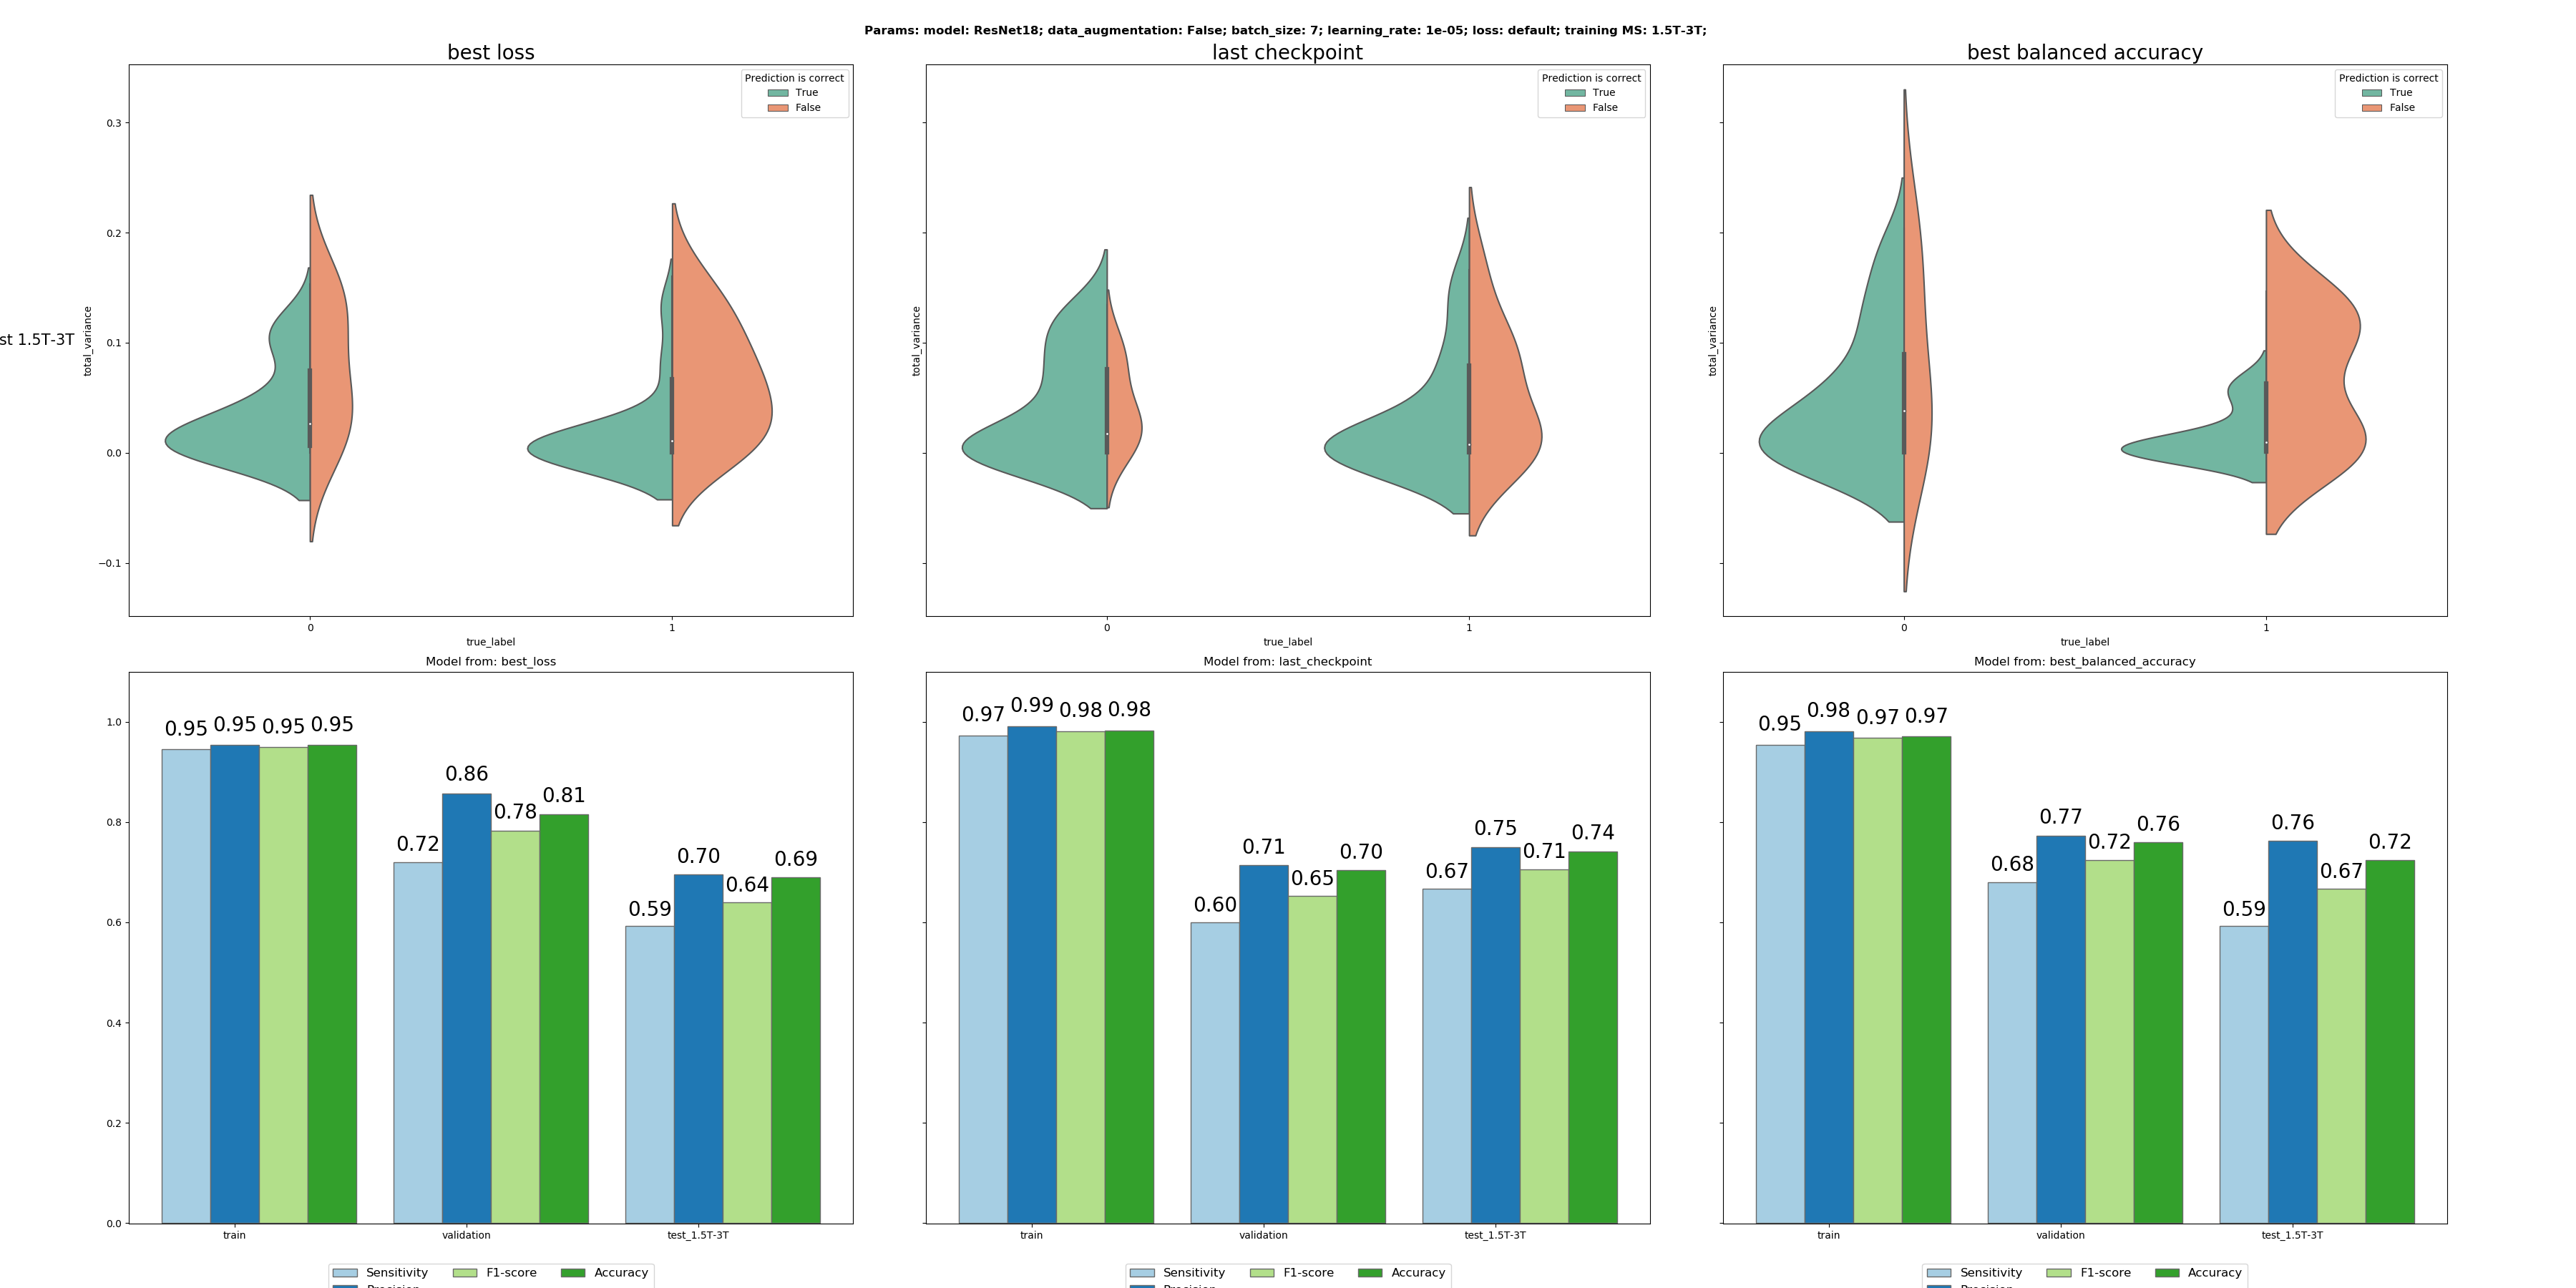 Params: model: ResNet18; data_augmentation: False; batch_size: 7; learning_rate: 1e-05; loss: default; training MS: 1.5T-3T;
best loss
last checkpoint
best balanced accuracy
Prediction is correct
True
False
Prediction is correct
True
False
Prediction is correct
True
False
0.3
0.2
0.1
0.0
−0.1
total_variance
total_variance
total_variance
st 1.5T-3T
0 1
0 1
0 1
true_label
true_label
true_label
Model from: best_loss
Model from: last_checkpoint
Model from: best_balanced_accuracy
1.0
0.8
0.6
0.4
0.2
0.0
0.95 0.95 0.95 0.95
0.72 0.86 0.78 0.81
0.59 0.70 0.64 0.69
0.97 0.99 0.98 0.98
0.60 0.71 0.65 0.70
0.67 0.75 0.71 0.74
0.95 0.98 0.97 0.97
0.68 0.77 0.72 0.76
0.59 0.76 0.67 0.72
train validation test_1.5T-3T
train validation test_1.5T-3T
train validation test_1.5T-3T
Sensitivity F1-score Accuracy
Precision
Sensitivity F1-score Accuracy
Precision
Sensitivity F1-score Accuracy
Precision